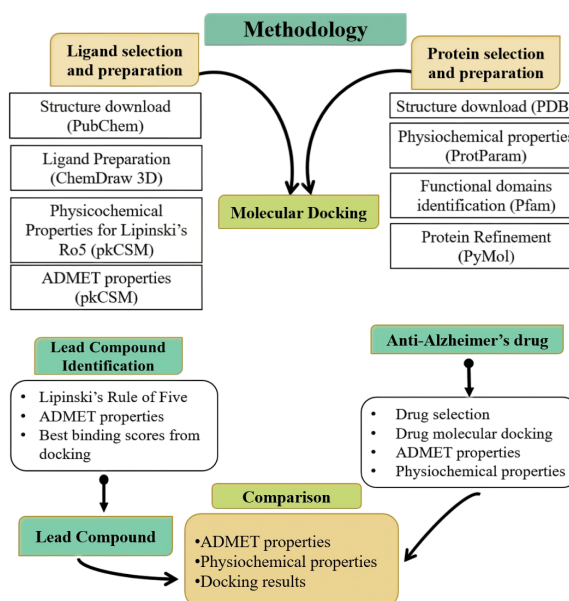 Methodology
Ligand selection
and preparation
Structure download
(PubChem)
Ligand Preparation
(ChemDraw 3D)
Physicochemical
Properties for Lipinski's
Ro5 (pkCSM)
ADMET properties
(pkCSM)
Protein selection
and preparation
Structure download (PDB
Physiochemical properties
(ProtParam)
Functional domains
identification (Pfam)
Protein Refinement
(PyMol)
Molecular Docking
Lead Compound
Identification
• Lipinski's Rule of Five
• ADMET properties
• Best binding scores from
docking
Lead Compound
Anti-Alzheimer's drug
• Drug selection
• Drug molecular docking
• ADMET properties
• Physiochemical properties
Comparison
•ADMET properties
•Physiochemical properties
•Docking results